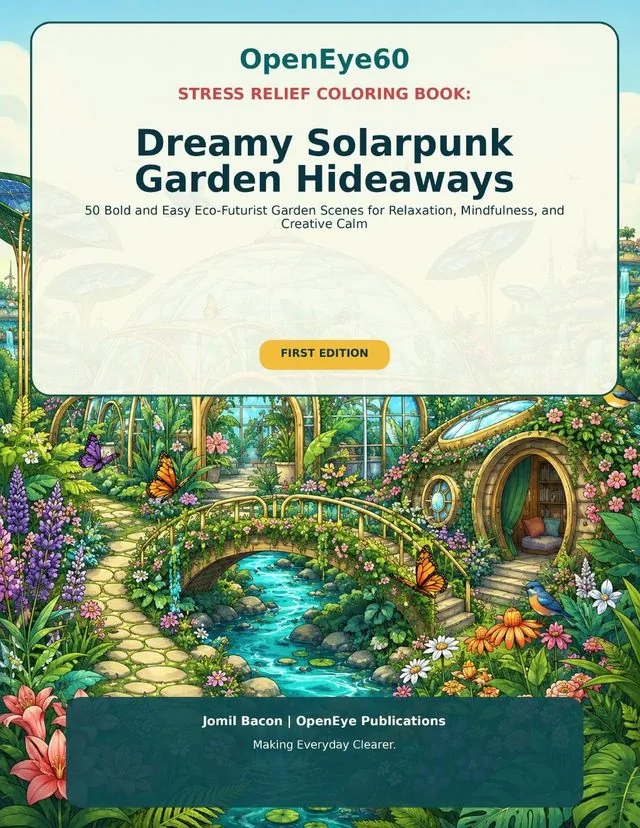 OpenEye60
STRESS RELIEF COLORING BOOK:
Dreamy Solarpunk
Garden Hideaways
50 Bold and Easy Eco-Futurist Garden Scenes for Relaxation, Mindfulness, and
Creative Calm
FIRST EDITION
Jomil Bacon | OpenEye Publications
Making Everyday Clearer.